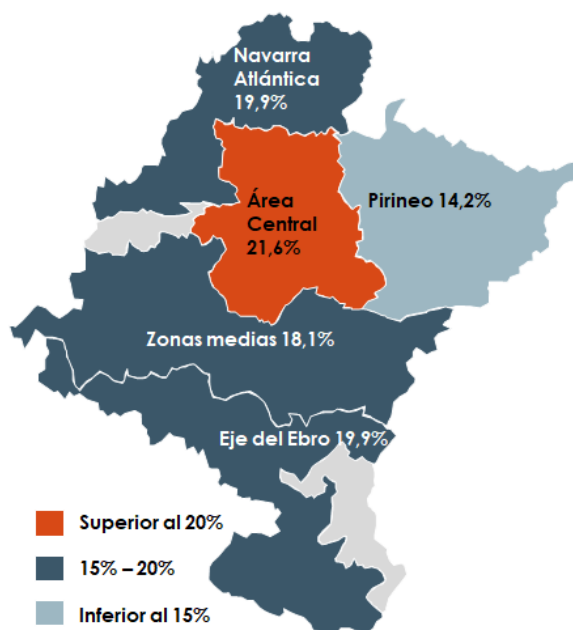 Navarra
Atlántica
19,9%
Área
Central
21,6%
Pirineo 14,2%
Zonas medias 18,1%
Eje del Ebro 19,9%
Superior al 20%
15% – 20%
Inferior al 15%